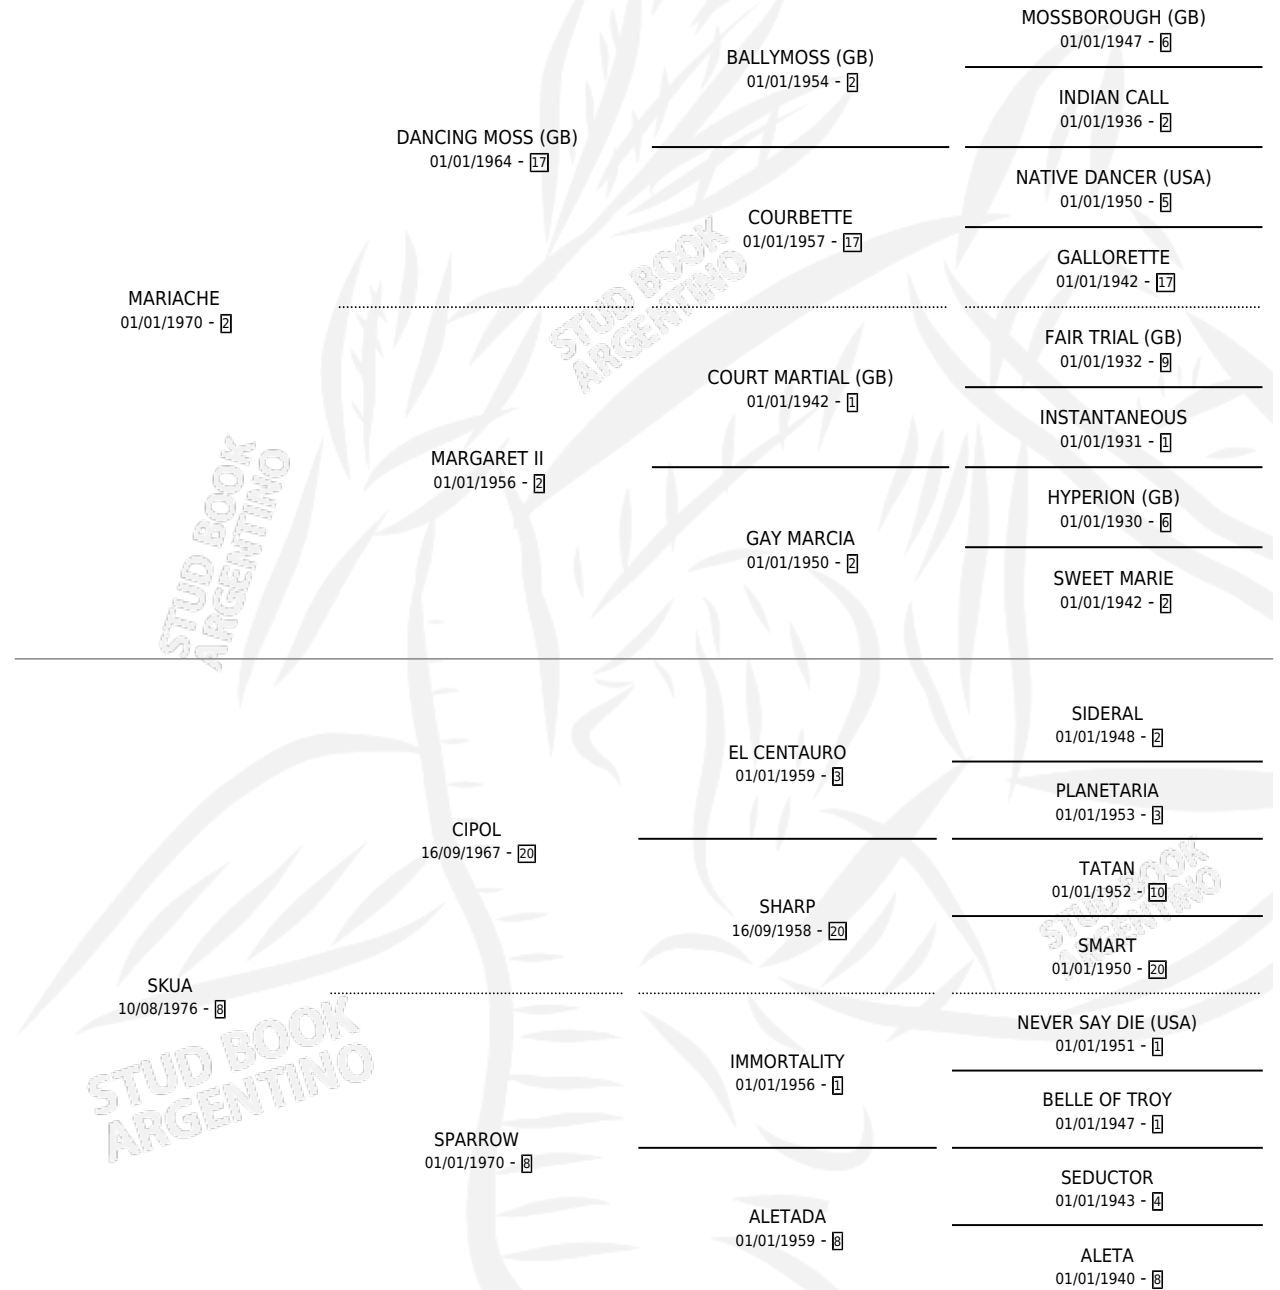 MOSSBOROUGH (GB)
01/01/1947 - 6
BALLYMOSS (GB)
01/01/1954 - 2
INDIAN CALL
01/01/1936 - 2
DANCING MOSS (GB)
01/01/1964 - 17
NATIVE DANCER (USA)
01/01/1950 - 5
COURBETTE
01/01/1957 - 17
GALLORETTE
01/01/1942 - 17
MARIACHE
01/01/1970 - 2
FAIR TRIAL (GB)
01/01/1932 - 9
COURT MARTIAL (GB)
01/01/1942 - 1
INSTANTANEOUS
01/01/1931 - 1
MARGARET II
01/01/1956 - 2
HYPERION (GB)
01/01/1930 - 6
GAY MARCIA
01/01/1950 - 2
SWEET MARIE
01/01/1942 - 2
STUD BOOK
ARGENTINO
STUD BOOK
ARGENTINO
SIDERAL
01/01/1948 - 2
EL CENTAURO
01/01/1959 - 3
PLANETARIA
01/01/1953 - 3
CIPOL
16/09/1967 - 20
TATAN
01/01/1952 - 10
SHARP
16/09/1958 - 20
SMART
01/01/1950 - 20
STUD BOOK
ARGENTINO
SKUA
10/08/1976 - 8
NEVER SAY DIE (USA)
01/01/1951 - 1
IMMORTALITY
01/01/1956 - 1
BELLE OF TROY
01/01/1947 - 1
STUD BOOK
ARGENTINO
SPARROW
01/01/1970 - 8
SEDUCTOR
01/01/1943 - 4
ALETADA
01/01/1959 - 8
ALETA
01/01/1940 - 8